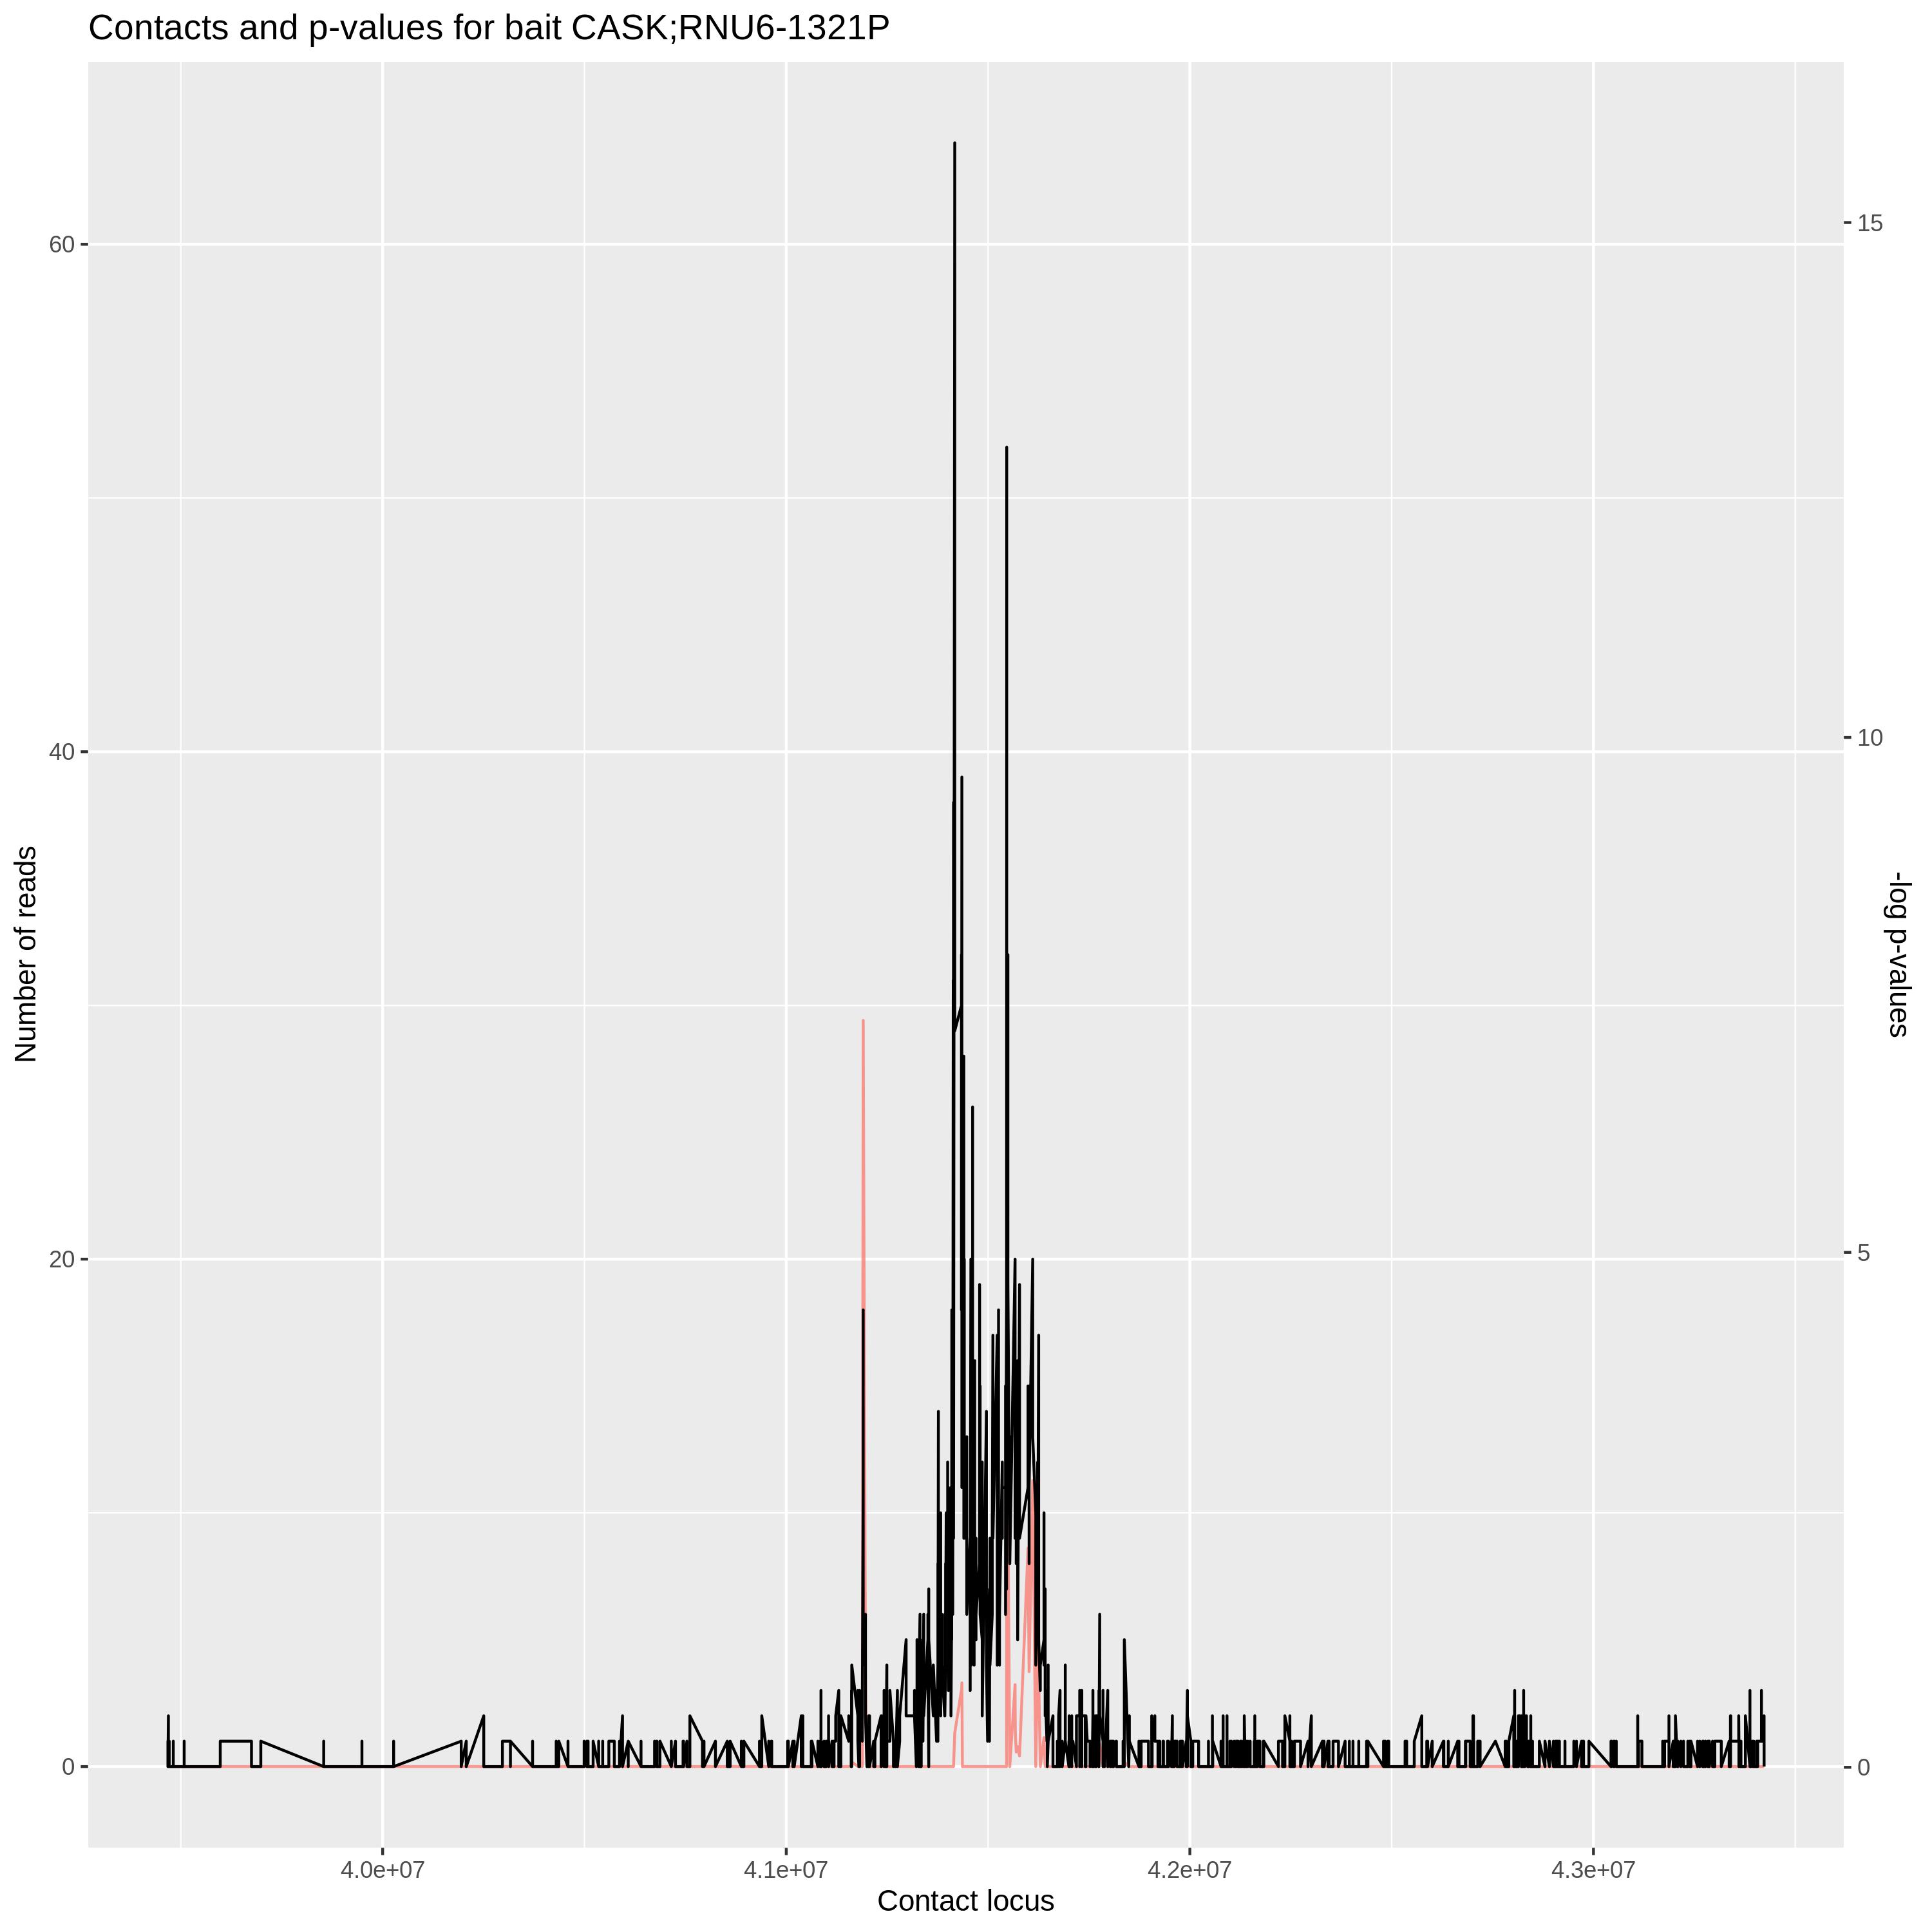 Contacts and p-values for bait CASK;RNU6-1321P
60
40
20
0
Number of reads
15
10
5
0
-log p-values
4.0e+07
4.1e+07
4.2e+07
4.3e+07
Contact locus